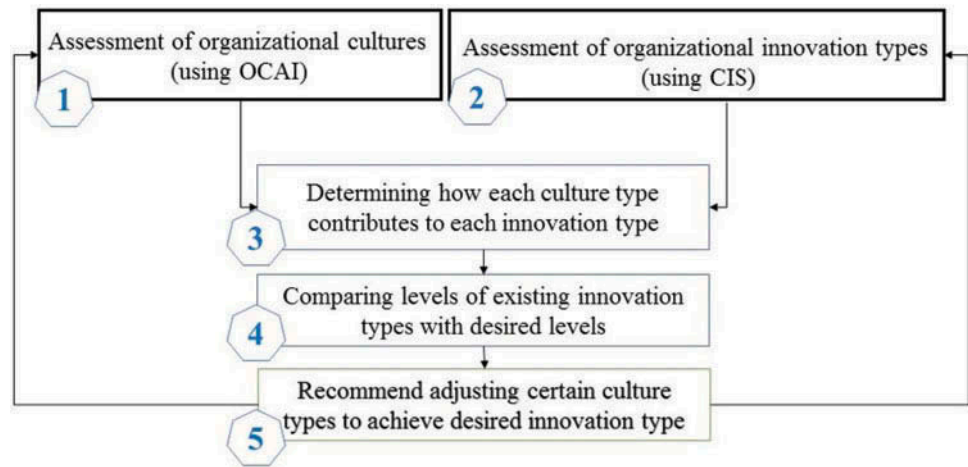 Assessment of organizational cultures
(using OCAI)
1
Assessment of organizational innovation types
(using CIS)
2
Determining how each culture type
contributes to each innovation type
3
Comparing levels of existing innovation
types with desired levels
4
Recommend adjusting certain culture
types to achieve desired innovation type
5